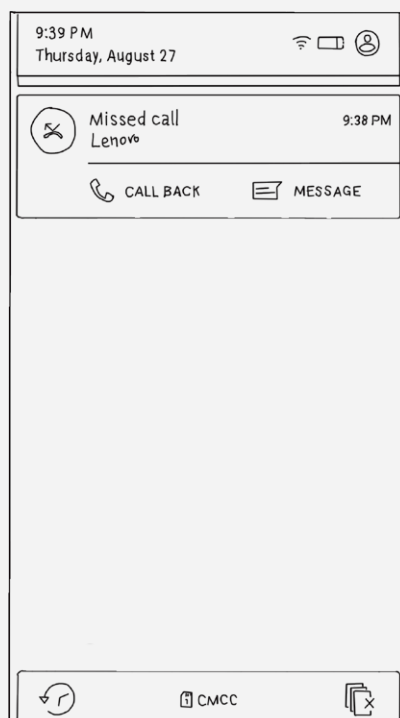 9:39 PM
Thursday, August 27
Missed call
9:38 PM
Lenovo
CALL BACK
MESSAGE
CMCC